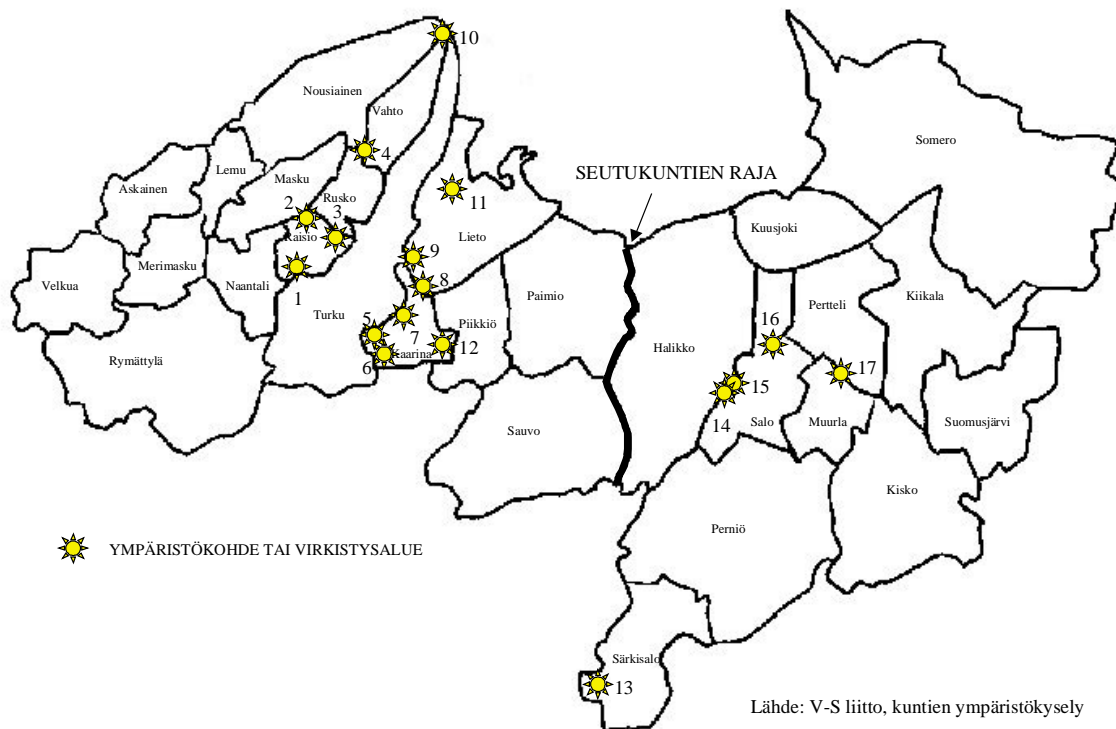 10
Nousiainen
Vahto
Somero
4
Lemu
Masku
SEUTUKUNTIEN RAJA
Askainen
Rusko
11
2
3
Kuusjoki
Raisio
Lieto
9
Merimasku
Velkua
Naantali
8
Pertteli
Kiikala
1
Turku
Paimio
5
7
Piikkiö
16
12
Kaarina
Halikko
Rymättylä
6
17
15
14
Salo
Muurla
Suomusjärvi
Sauvo
Kisko
Perniö
YMPÄRISTÖKOHDE TAI VIRKISTYSALUE
Särkisalo
13
Lähde: V-S liitto, kuntien ympäristökysely